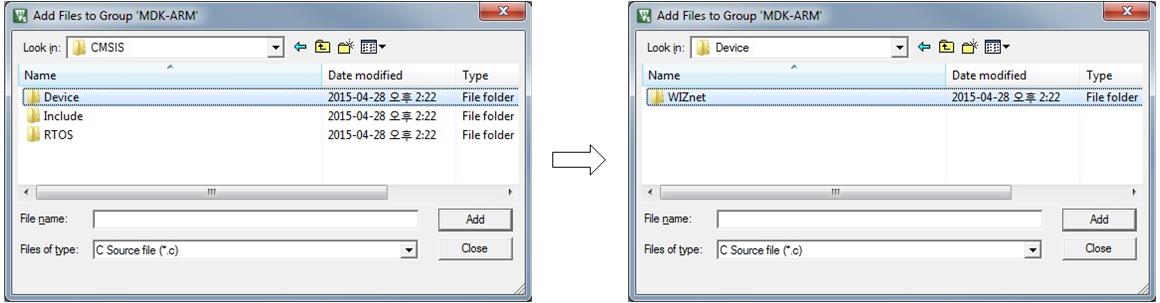 Add Files to Group 'MDK-ARM'
Look in: CMSIS
Name Date modified Type
Device 2015-04-28 오후 2:22 File folder
Include 2015-04-28 오후 2:22 File folder
RTOS 2015-04-28 오후 2:22 File folder
File name: Add
Files of type: C Source file (*.c) Close
Add Files to Group 'MDK-ARM'
Look in: Device
Name Date modified Type
WIZnet 2015-04-28 오후 2:22 File folder
File name: Add
Files of type: C Source file (*.c) Close